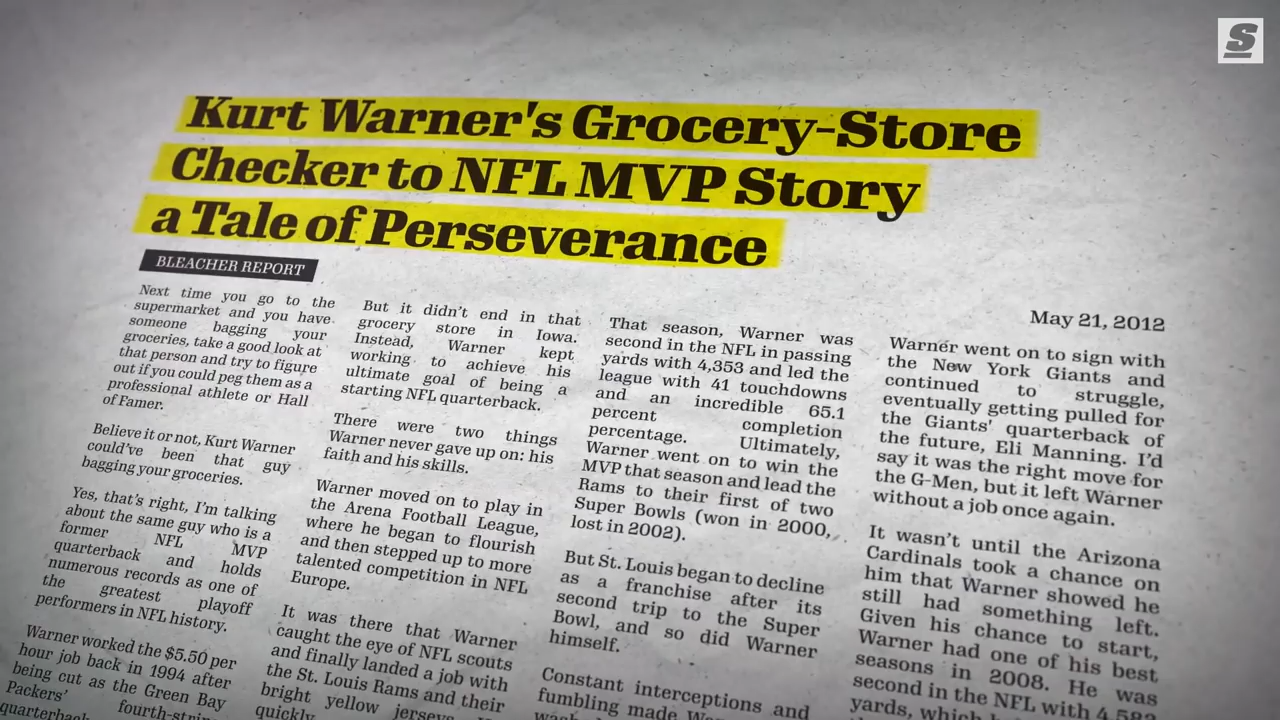 S
Kurt Warner's Grocery-Store
Checker to NFL MVP Story
a Tale of Perseverance
BLEACHER REPORT
May 21, 2012
Next time you go to the
supermarket and you have
someone bagging your
groceries, take a good look at
that person and try to figure
out if you could peg them as a
professional athlete or Hall
of Famer.
Believe it or not, Kurt Warner
could've been that guy
bagging your groceries.
Yes, that's right, I'm talking
about the same guy who is a
former NFL MVP
quarterback and holds
numerous records as one of
the greatest playoff
performers in NFL history.
Warner worked the $5.50 per
hour job back in 1994 after
being cut as the Green Bay
Packers' fourth-string
But it didn't end in that
grocery store in Iowa.
Instead, Warner kept
working to achieve his
ultimate goal of being a
starting NFL quarterback.
There were two things
Warner never gave up on: his
faith and his skills.
Warner moved on to play in
the Arena Football League,
where he began to flourish
and then stepped up to more
talented competition in NFL
Europe.
It was there that Warner
caught the eye of NFL scouts
and finally landed a job with
the St. Louis Rams and their
bright yellow jerseys.
quickly
That season, Warner was
second in the NFL in passing
yards with 4,353 and led the
league with 41 touchdowns
and an incredible 65.1
percent completion
percentage. Ultimately,
Warner went on to win the
MVP that season and lead the
Rams to their first of two
Super Bowls (won in 2000,
lost in 2002).
But St. Louis began to decline
as a franchise after its
second trip to the Super
Bowl, and so did Warner
himself.
Constant interceptions and
fumbling made
Warner went on to sign with
the New York Giants and
continued to struggle,
eventually getting pulled for
the Giants' quarterback of
the future, Eli Manning. I'd
say it was the right move for
the G-Men, but it left Warner
without a job once again.
It wasn't until the Arizona
Cardinals took a chance on
him that Warner showed he
still had something left.
Given his chance to start,
Warner had one of his best
seasons in 2008. He was
second in the NFL with 4,583
yards, which